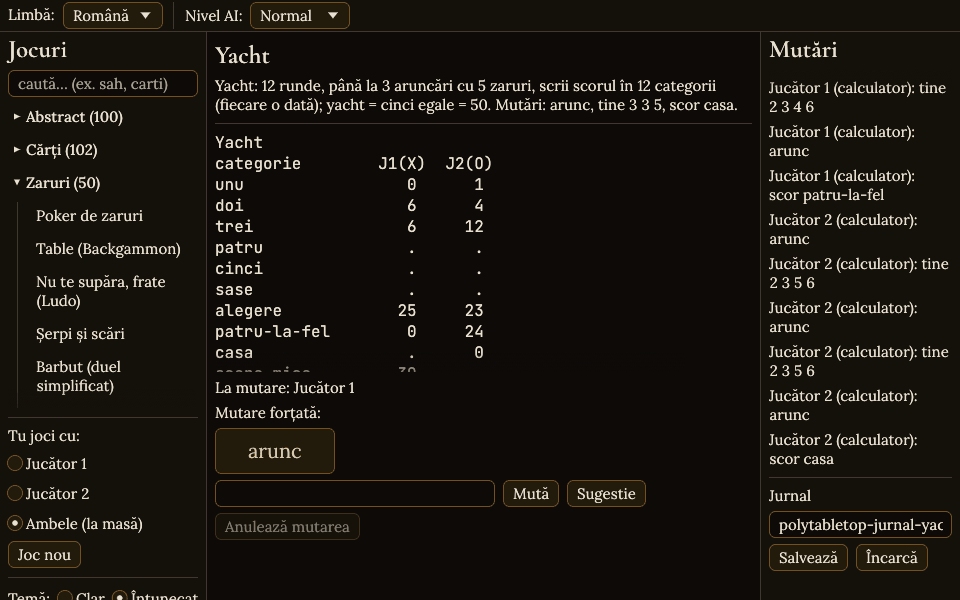 Limbă:
Română
Nivel AI:
Normal
Jocuri
caută... (ex. sah, carti)
Abstract (100)
Cărți (102)
Zaruri (50)
Poker de zaruri
Table (Backgammon)
Nu te supăra, frate
(Ludo)
Șerpi și scări
Barbut (duel
simplificat)
Tu joci cu:
Jucător 1
Jucător 2
Ambele (la masă)
Joc nou
Temă:
Clar
Întunecat
Yacht
Yacht: 12 runde, până la 3 aruncări cu 5 zaruri, scrii scorul în 12 categorii
(fiecare o dată); yacht = cinci egale = 50. Mutări: arunc, tine 3 3 5, scor casa.
Yacht
categorie J1(X) J2(O)
unu 0 1
doi 6 4
trei 6 12
patru . .
cinci . .
sase . .
alegere 25 23
patru-la-fel 0 24
casa . 0
La mutare: Jucător 1
Mutare forțată:
arunc
Mută
Sugestie
Anulează mutarea
Mutări
Jucător 1 (calculator): tine
2 3 4 6
Jucător 1 (calculator):
arunc
Jucător 1 (calculator):
scor patru-la-fel
Jucător 2 (calculator):
arunc
Jucător 2 (calculator): tine
2 3 5 6
Jucător 2 (calculator):
arunc
Jucător 2 (calculator): tine
2 3 5 6
Jucător 2 (calculator):
arunc
Jucător 2 (calculator):
scor casa
Jurnal
polytabletop-jurnal-yac
Salvează
Încarcă